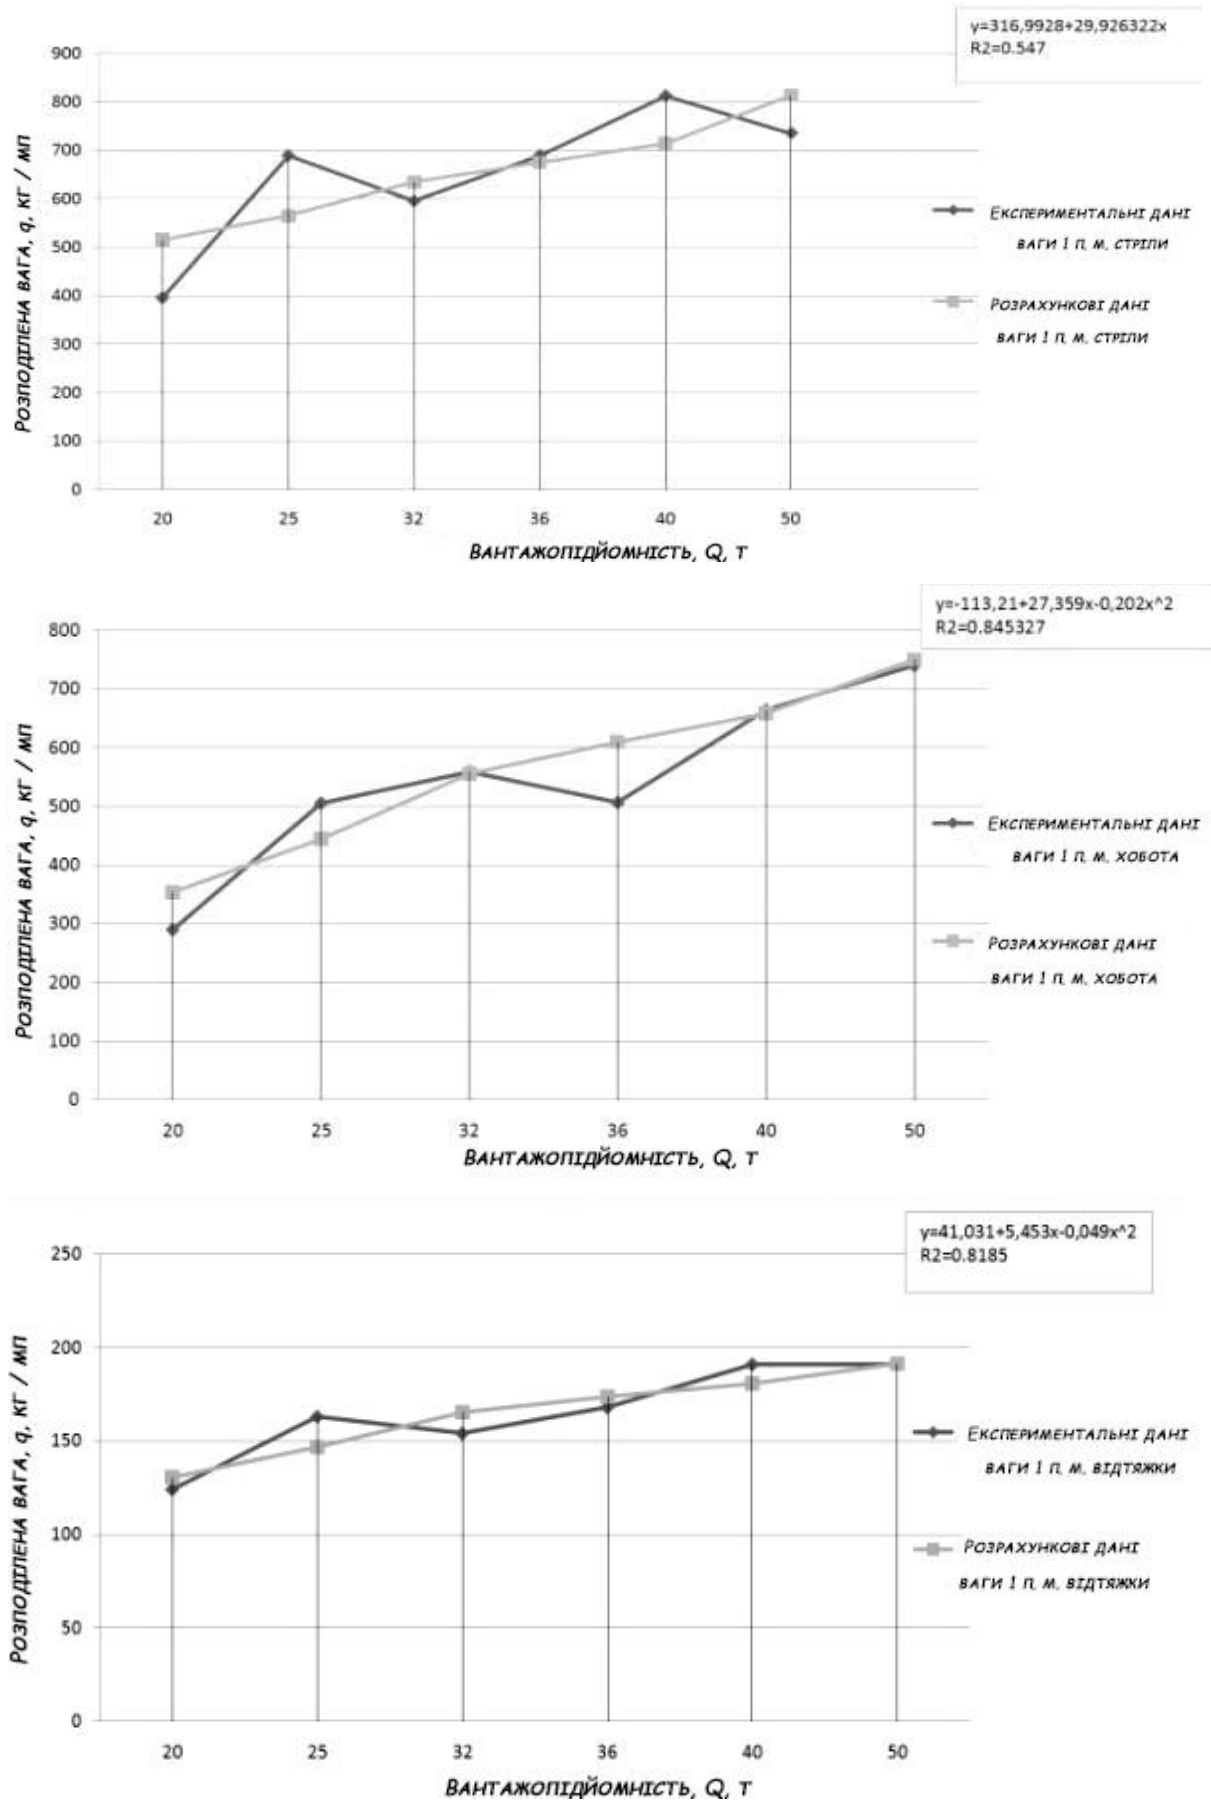 y=316,9928+29,926322x
R2=0.547
900
800
700
600
500
400
300
200
100
0
РОЗПОДІЛЕНА ВАГА, q, КГ / МП
20 25 32 36 40 50
ВАНТАЖОПІДЙОМНІСТЬ, Q, Т
ЕКСПЕРИМЕНТАЛЬНІ ДАНІ
ВАГИ 1 П. М. СТРІЛИ
РОЗРАХУНКОВІ ДАНІ
ВАГИ 1 П. М. СТРІЛИ
y=-113,21+27,359x-0,202x^2
R2=0.845327
800
700
600
500
400
300
200
100
0
РОЗПОДІЛЕНА ВАГА, q, КГ / МП
20 25 32 36 40 50
ВАНТАЖОПІДЙОМНІСТЬ, Q, Т
ЕКСПЕРИМЕНТАЛЬНІ ДАНІ
ВАГИ 1 П. М. ХОБОТА
РОЗРАХУНКОВІ ДАНІ
ВАГИ 1 П. М. ХОБОТА
y=41,031+5,453x-0,049x^2
R2=0.8185
250
200
150
100
50
0
РОЗПОДІЛЕНА ВАГА, q, КГ / МП
20 25 32 36 40 50
ВАНТАЖОПІДЙОМНІСТЬ, Q, Т
ЕКСПЕРИМЕНТАЛЬНІ ДАНІ
ВАГИ 1 П. М. ВІДТЯЖКИ
РОЗРАХУНКОВІ ДАНІ
ВАГИ 1 П. М. ВІДТЯЖКИ